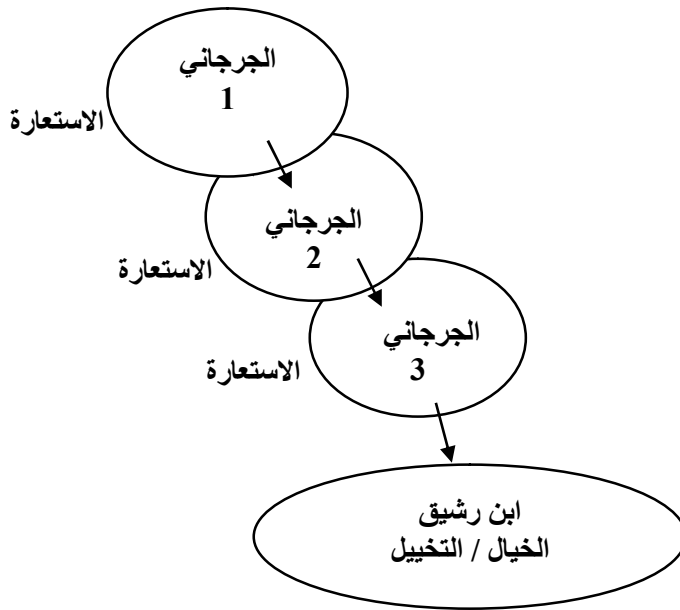 الجرجاني
1
الاستعارة
الجرجاني
2
الاستعارة
الجرجاني
3
الاستعارة
ابن رشيق
الخيال / التخييل